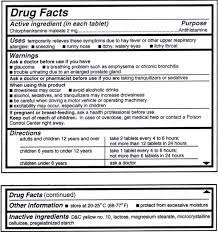 Drug Facts
Active ingredient (in each tablet) Purpose
Chlorpheniramine maleate 2 mg Antihistamine
Uses temporarily relieves these symptoms due to hay fever or other upper respiratory
allergies: ■ sneezing ■ runny nose ■ itchy, watery eyes ■ itchy throat
Warnings
Ask a doctor before use if you have
■ glaucoma ■ a breathing problem such as emphysema or chronic bronchitis
■ trouble urinating due to an enlarged prostate gland
Ask a doctor or pharmacist before use if you are taking tranquilizers or sedatives
When using this product
■ drowsiness may occur ■ avoid alcoholic drinks
■ alcohol, sedatives, and tranquilizers may increase drowsiness
■ be careful when driving a motor vehicle or operating machinery
■ excitability may occur, especially in children
If pregnant or breast-feeding, ask a health professional before use.
Keep out of reach of children. In case of overdose, get medical help or contact a Poison
Control Center right away.
Directions
adults and children 12 years and over take 2 tablets every 4 to 6 hours;
not more than 12 tablets in 24 hours
children 6 years to under 12 years take 1 tablet every 4 to 6 hours;
not more than 6 tablets in 24 hours
children under 6 years ask a doctor
Drug Facts (continued)
Other information ■ store at 20-25°C (68-77°F) ■ protect from excessive moisture
Inactive ingredients D&C yellow no. 10, lactose, magnesium stearate, microcrystalline
cellulose, pregelatinized starch